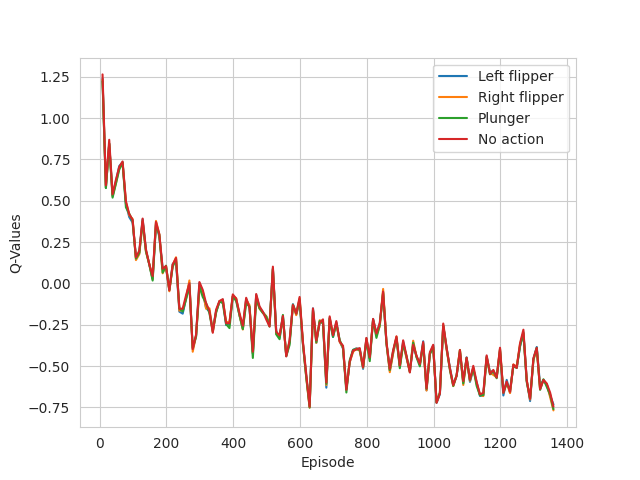 Left flipper
Right flipper
Plunger
No action
Q-Values
1.25
1.00
0.75
0.50
0.25
0.00
−0.25
−0.50
−0.75
0 200 400 600 800 1000 1200 1400
Episode